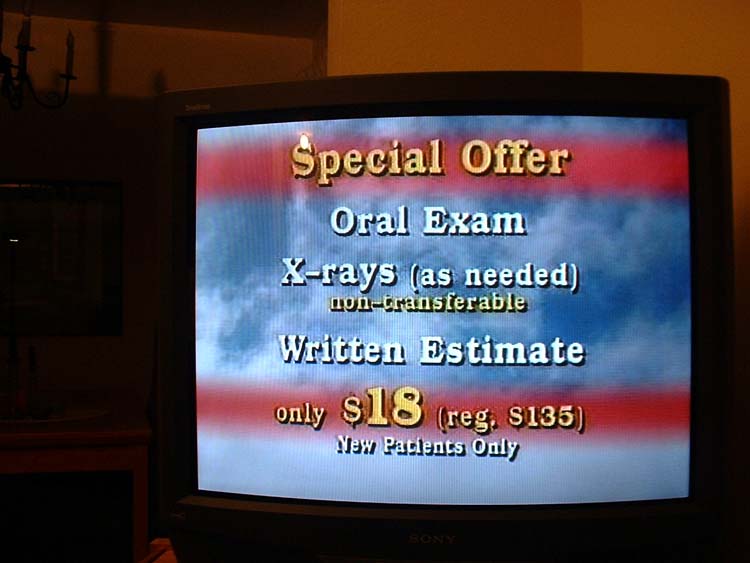 Special Offer
Oral Exam
X-rays (as needed)
non-transferable
Written Estimate
only $18 (reg. $135)
New Patients Only
SONY